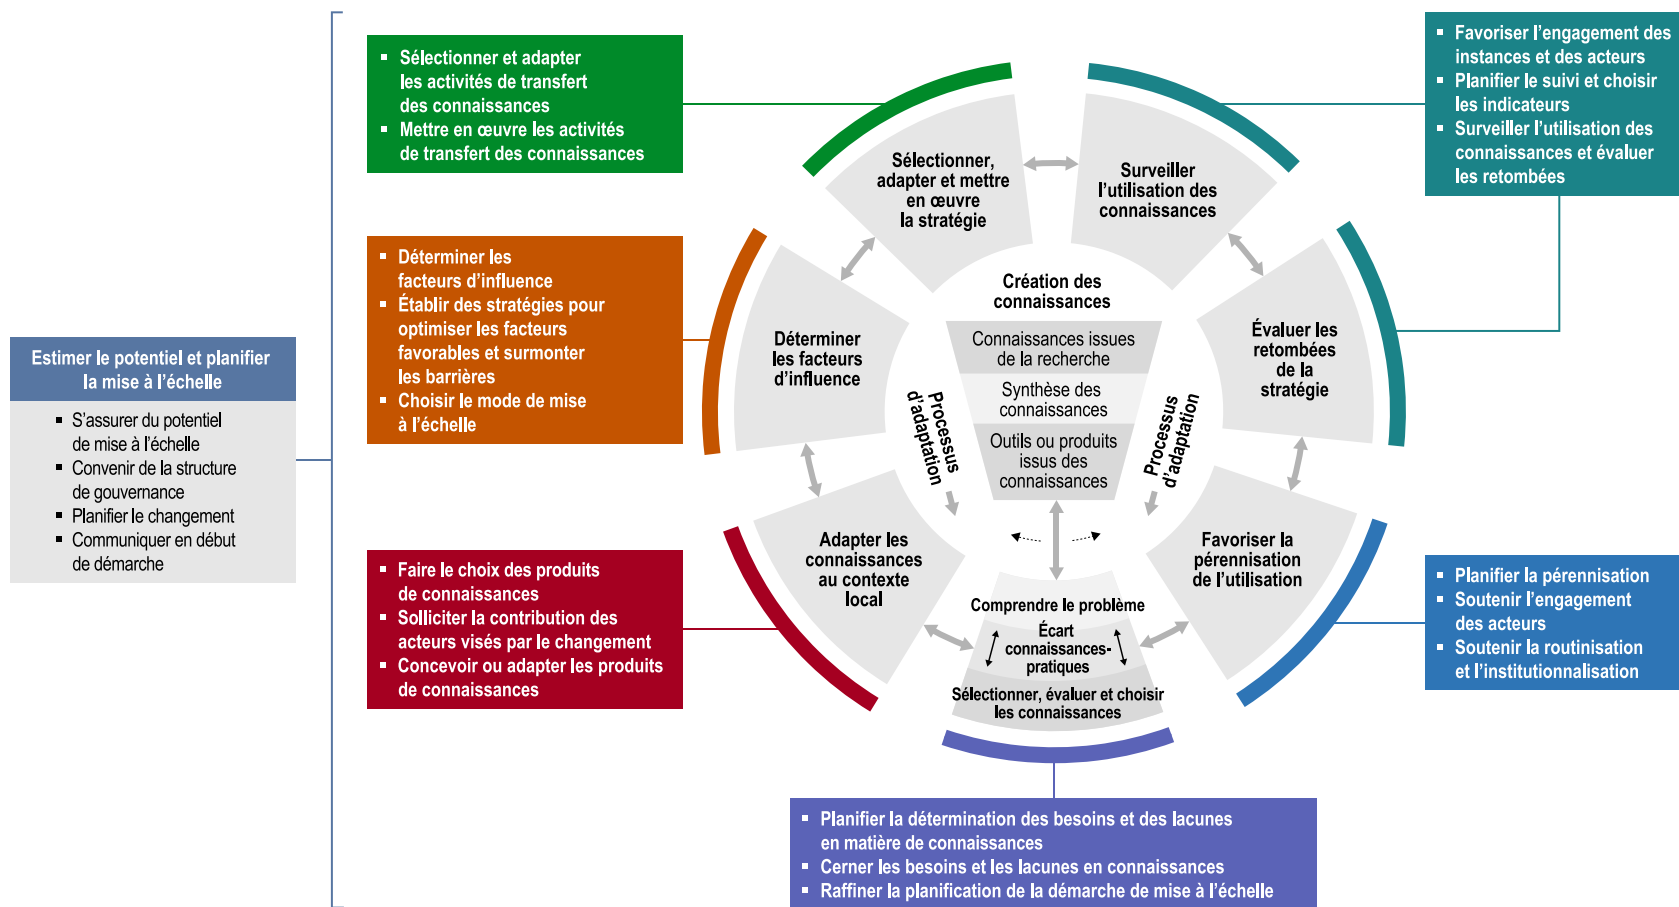 Estimer le potentiel et planifier
la mise à l’échelle
▪ S’assurer du potentiel
de mise à l’échelle
▪ Convenir de la structure
de gouvernance
▪ Planifier le changement
▪ Communiquer en début
de démarche
▪ Sélectionner et adapter
les activités de transfert
des connaissances
▪ Mettre en œuvre les activités
de transfert des connaissances
▪ Déterminer les
facteurs d’influence
▪ Établir des stratégies pour
optimiser les facteurs
favorables et surmonter
les barrières
▪ Choisir le mode de mise
à l’échelle
▪ Faire le choix des produits
de connaissances
▪ Solliciter la contribution des
acteurs visés par le changement
▪ Concevoir ou adapter les produits
de connaissances
Sélectionner,
adapter et mettre
en œuvre
la stratégie
Surveiller
l’utilisation des
connaissances
Déterminer
les facteurs
d’influence
Évaluer les
retombées
de la
stratégie
Adapter les
connaissances
au contexte
local
Favoriser la
pérennisation
de l’utilisation
Création des
connaissances
Connaissances issues
de la recherche
Synthèse des
connaissances
Outils ou produits
issus des
connaissances
Processus
d’adaptation
Processus
d’adaptation
Comprendre le problème
Écart
connaissances-
pratiques
Sélectionner, évaluer et choisir
les connaissances
▪ Favoriser l’engagement des
instances et des acteurs
▪ Planifier le suivi et choisir
les indicateurs
▪ Surveiller l’utilisation des
connaissances et évaluer
les retombées
▪ Planifier la pérennisation
▪ Soutenir l’engagement
des acteurs
▪ Soutenir la routinisation
et l’institutionnalisation
▪ Planifier la détermination des besoins et des lacunes
en matière de connaissances
▪ Cerner les besoins et les lacunes en connaissances
▪ Raffiner la planification de la démarche de mise à l’échelle